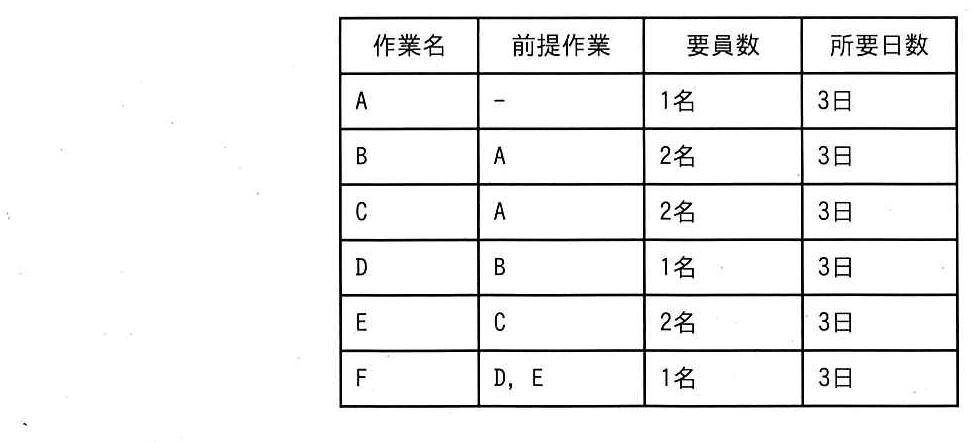 作業名 前提作業 要員数 所要日数
A - 1名 3日
B A 2名 3日
C A 2名 3日
D B 1名 3日
E C 2名 3日
F D, E 1名 3日